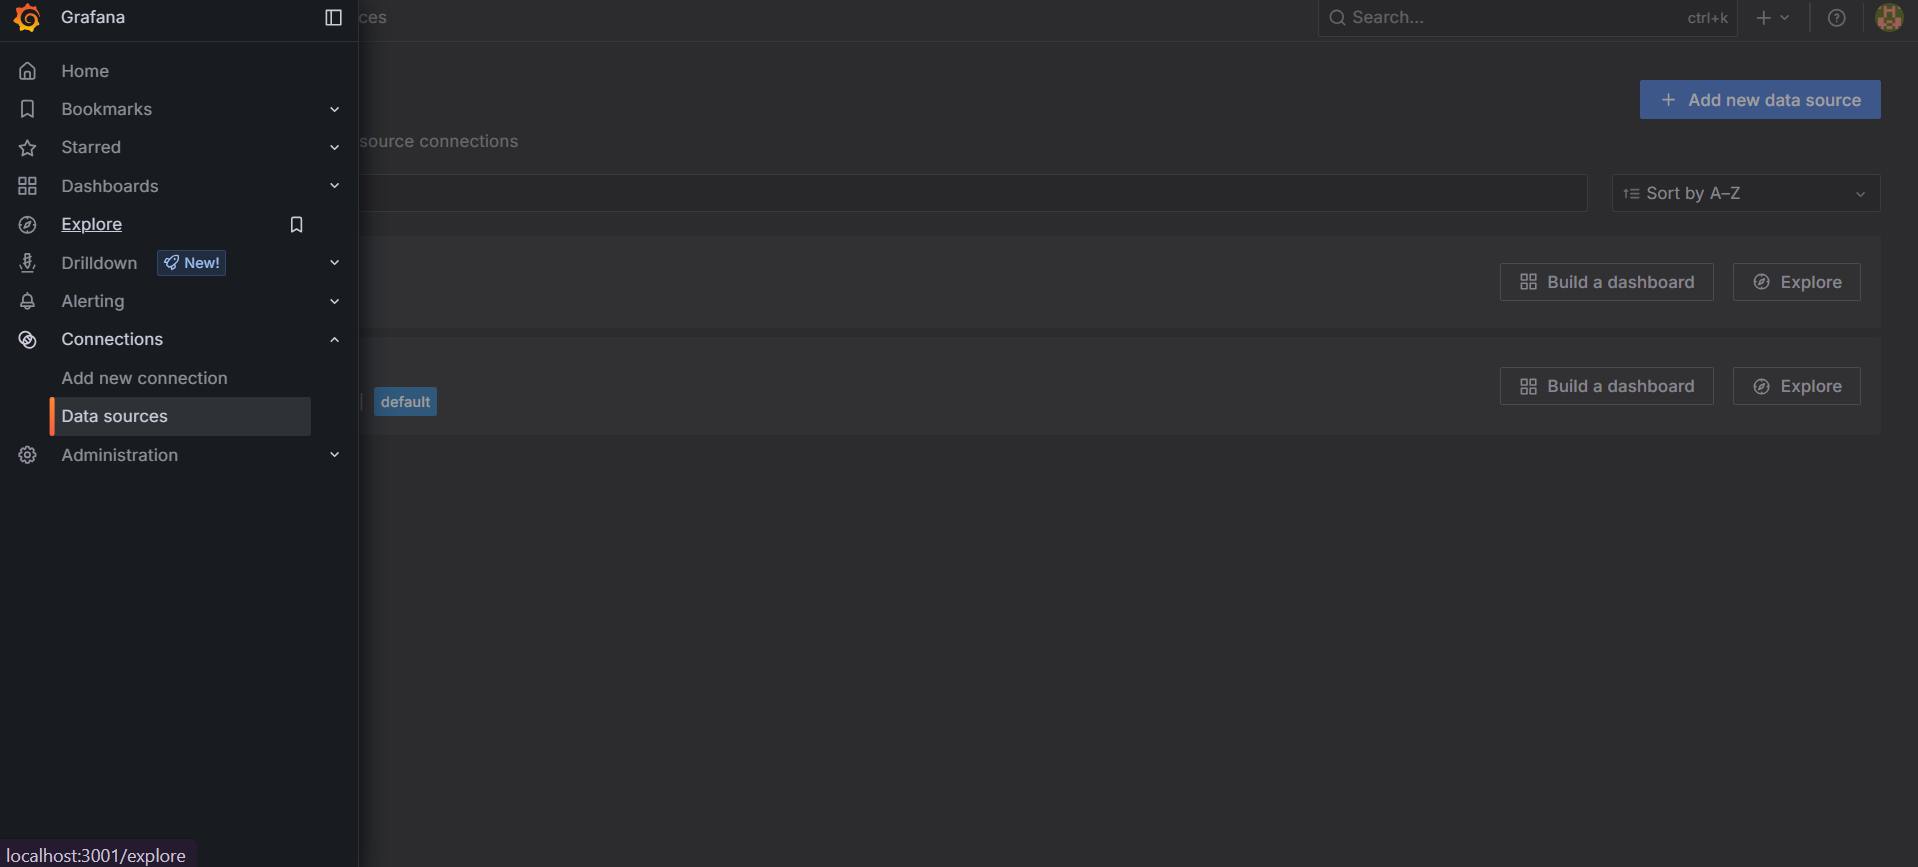 Grafana
ces
Search...
ctrl+k
Home
Bookmarks
Starred
Dashboards
Explore
Drilldown
New!
Alerting
Connections
Add new connection
Data sources
Administration
Add new data source
source connections
Sort by A–Z
Build a dashboard
Explore
default
Build a dashboard
Explore
localhost:3001/explore